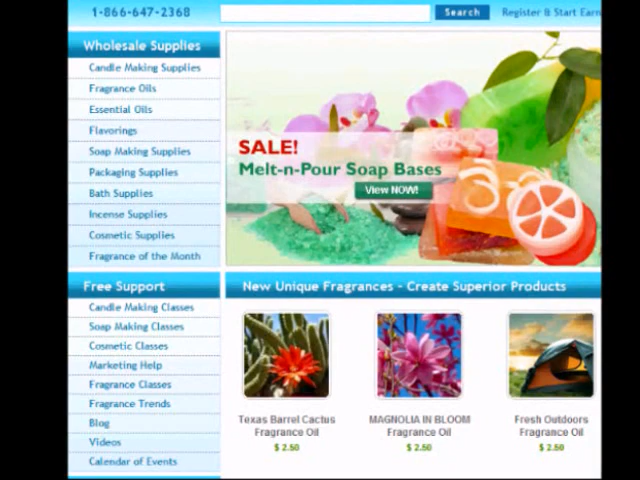 1-866-647-2368
Search
Register & Start Earn
Wholesale Supplies
Candle Making Supplies
Fragrance Oils
Essential Oils
Flavorings
Soap Making Supplies
Packaging Supplies
Bath Supplies
Incense Supplies
Cosmetic Supplies
Fragrance of the Month
SALE!
Melt-n-Pour Soap Bases
View NOW!
Free Support
Candle Making Classes
Soap Making Classes
Cosmetic Classes
Marketing Help
Fragrance Classes
Fragrance Trends
Blog
Videos
Calendar of Events
New Unique Fragrances - Create Superior Products
Texas Barrel Cactus
Fragrance Oil
$ 2.50
MAGNOLIA IN BLOOM
Fragrance Oil
$ 2.50
Fresh Outdoors
Fragrance Oil
$ 2.50